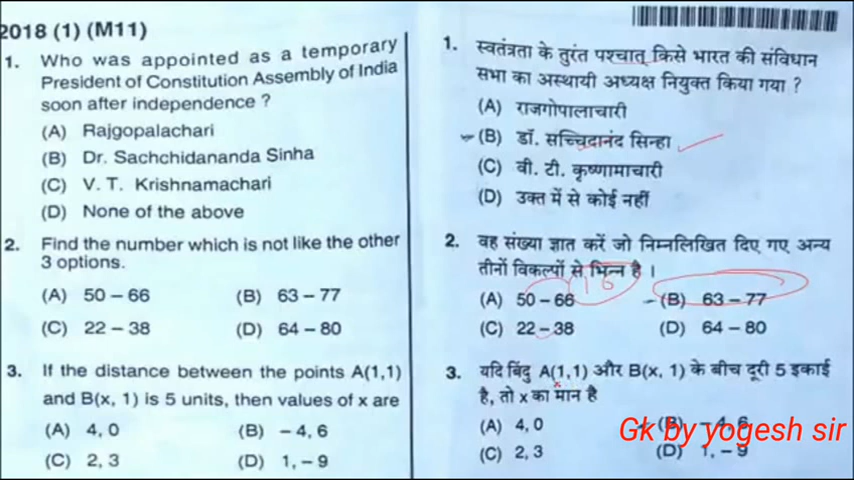 2018 (1) (M11)
1. Who was appointed as a temporary
President of Constitution Assembly of India
soon after independence ?
(A) Rajgopalachari
(B) Dr. Sachchidananda Sinha
(C) V. T. Krishnamachari
(D) None of the above
2. Find the number which is not like the other
3 options.
(A) 50 – 66 (B) 63 – 77
(C) 22 – 38 (D) 64 – 80
3. If the distance between the points A(1,1)
and B(x, 1) is 5 units, then values of x are
(A) 4, 0 (B) – 4, 6
(C) 2, 3 (D) 1, – 9
1. स्वतंत्रता के तुरंत पश्चात् किसे भारत की संविधान
सभा का अस्थायी अध्यक्ष नियुक्त किया गया ?
(A) राजगोपालाचारी
(B) डॉ. सच्चिदानंद सिन्हा
(C) वी. टी. कृष्णामाचारी
(D) उक्त में से कोई नहीं
2. वह संख्या ज्ञात करें जो निम्नलिखित दिए गए अन्य
तीनों विकल्पों से भिन्न है ।
16
(A) 50 – 66 (B) 63 – 77
(C) 22 – 38 (D) 64 – 80
3. यदि बिंदु A(1,1) और B(x, 1) के बीच दूरी 5 इकाई
है, तो x का मान है
(A) 4, 0 (B) – 4, 6
(C) 2, 3 (D) 1, – 9
Gk by yogesh sir